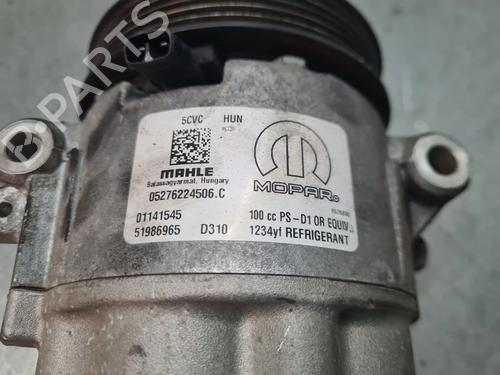 B-PARTS
5CVC HUN
MAHLE
Balassagyarmat, Hungary
05276224506.C
01141545
51986965 D310
MOPAR®
100 cc PS-D1 OR EQUIV
1234yf REFRIGERANT